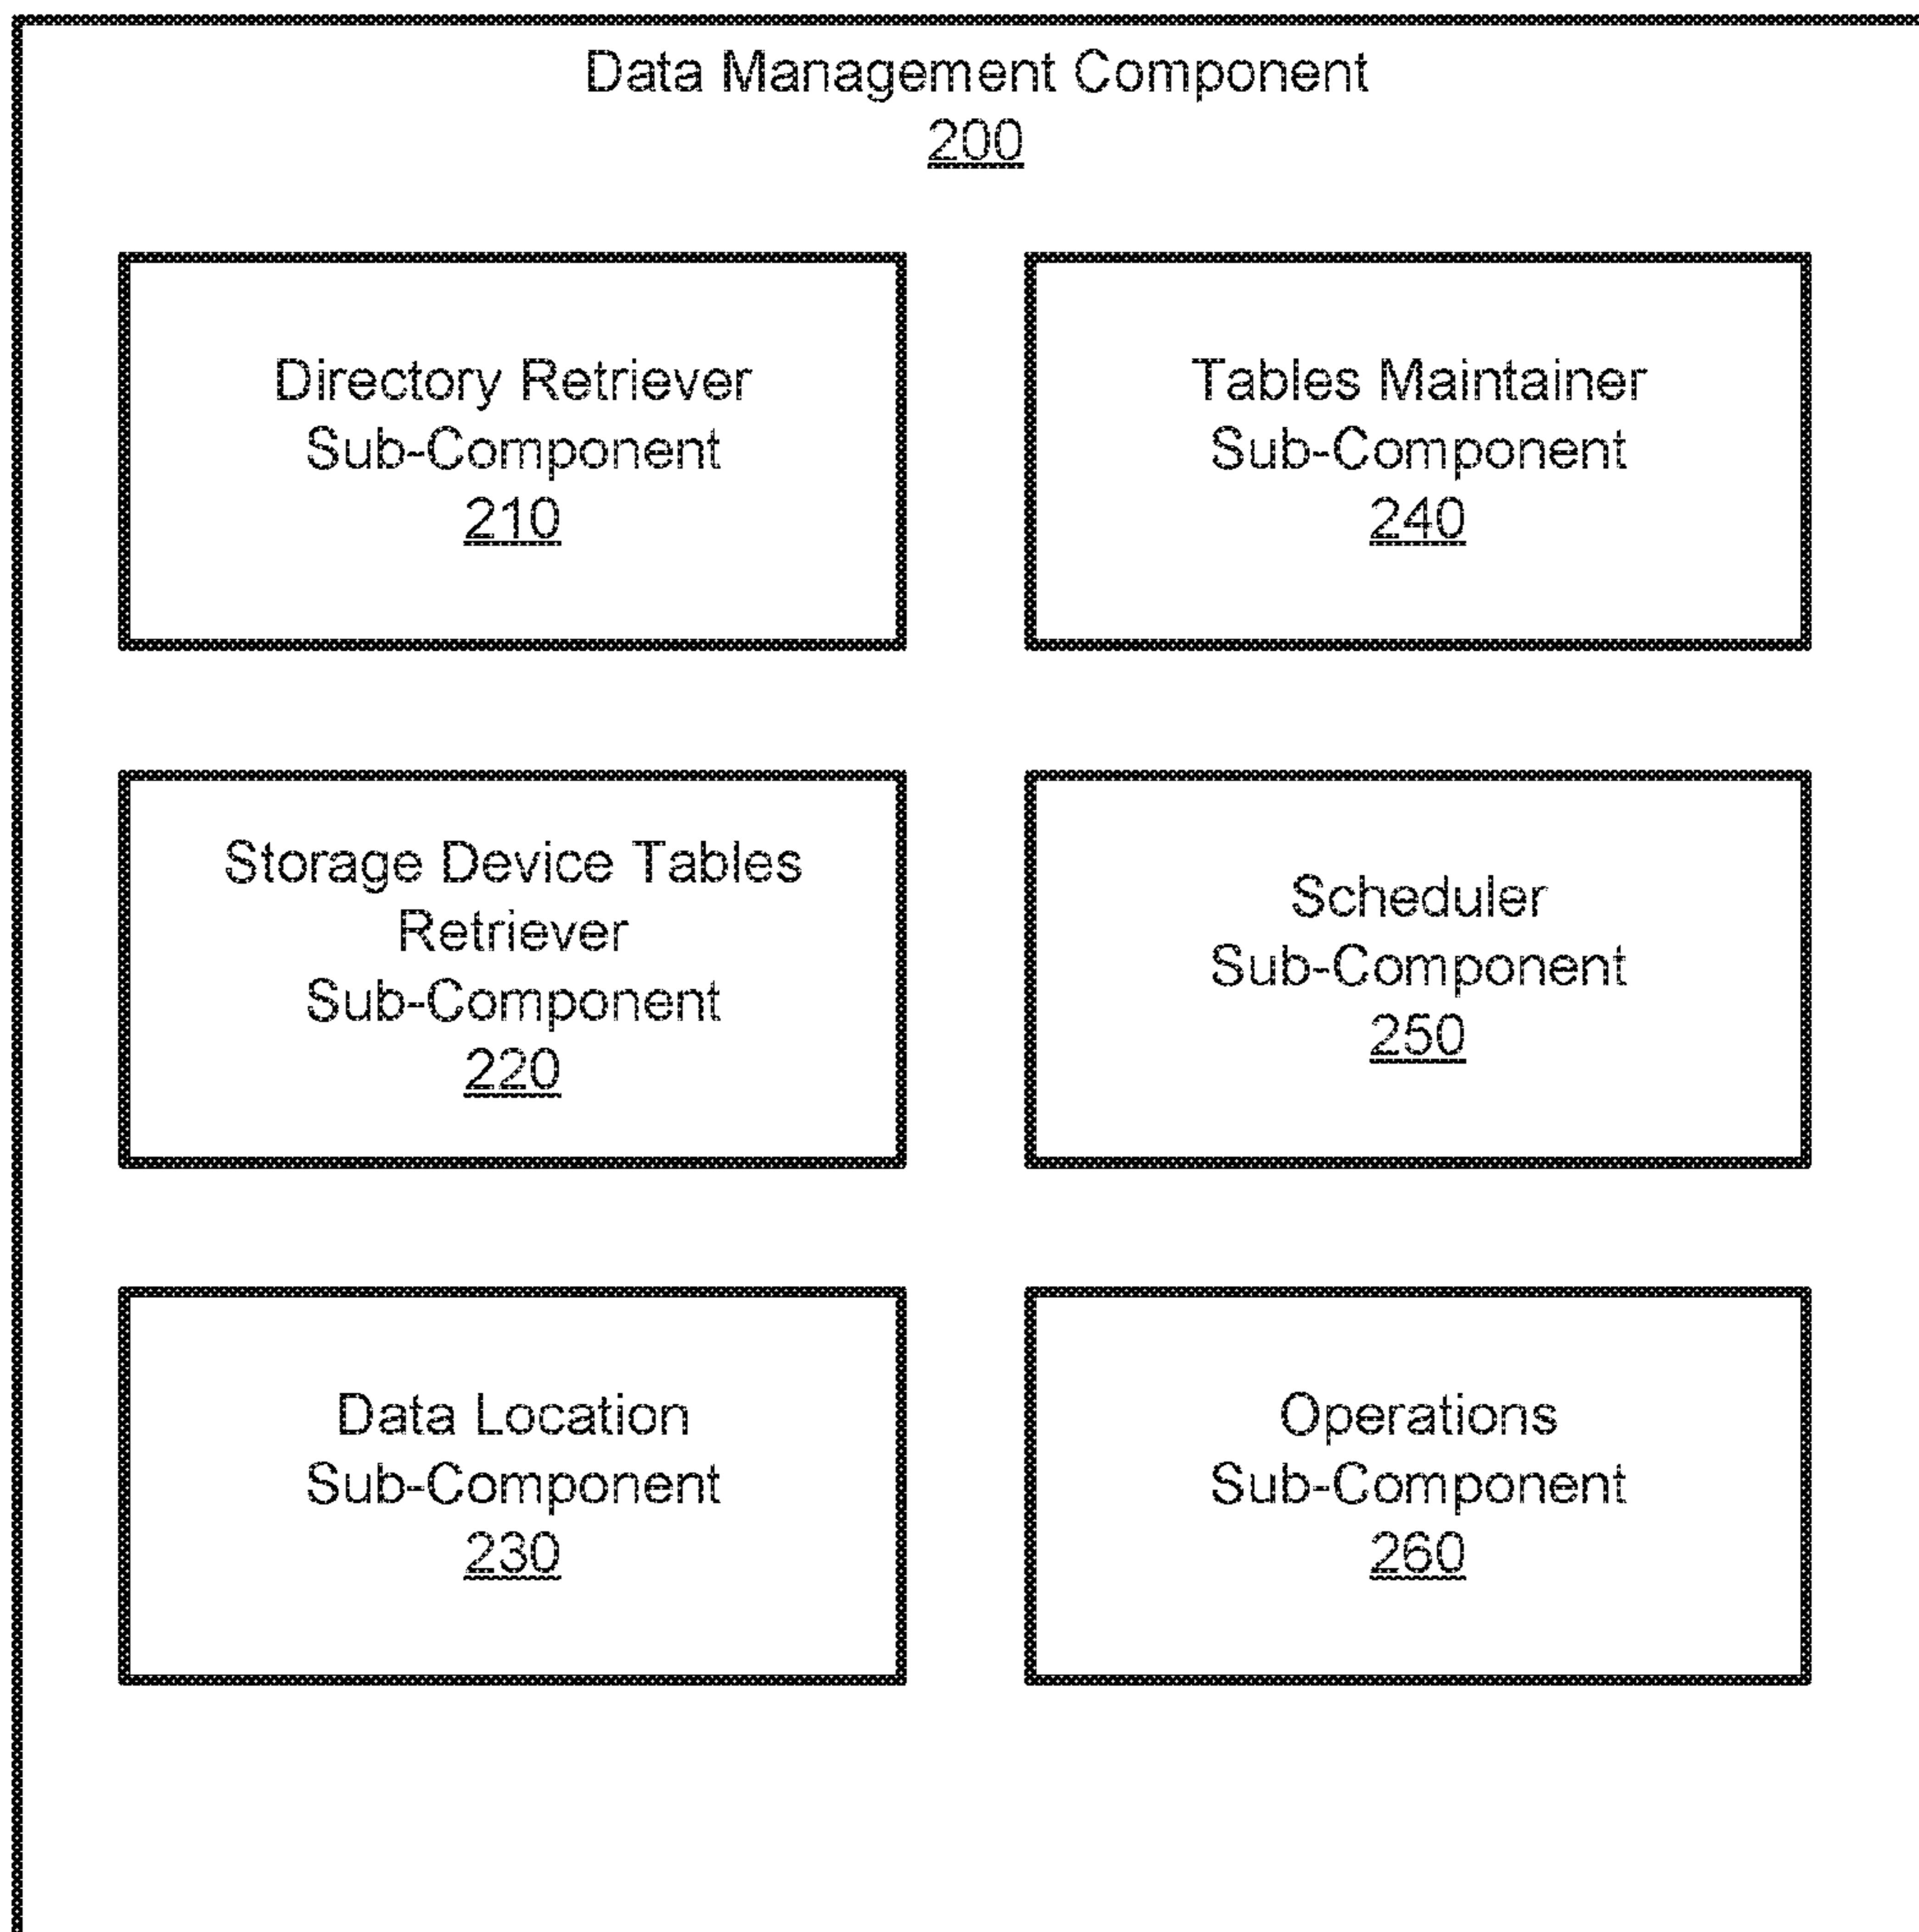 Data Management Component
200
Directory Retriever
Sub-Component
210
Tables Maintainer
Sub-Component
240
Storage Device Tables
Retriever
Sub-Component
220
Scheduler
Sub-Component
250
Data Location
Sub-Component
230
Operations
Sub-Component
260